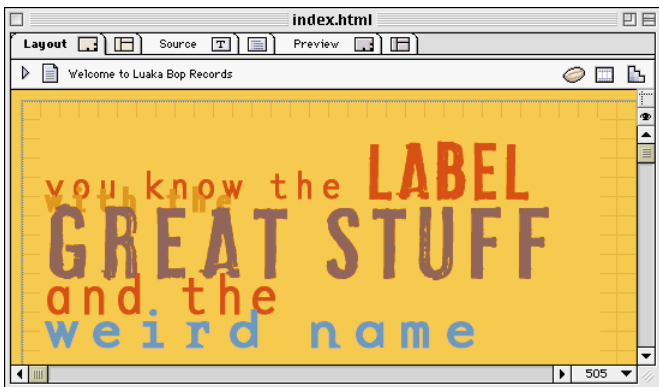 index.html
Layout Source T Preview
Welcome to Luaka Bop Records
you know the LABEL
with the
GREAT STUFF
and the
weird name
505